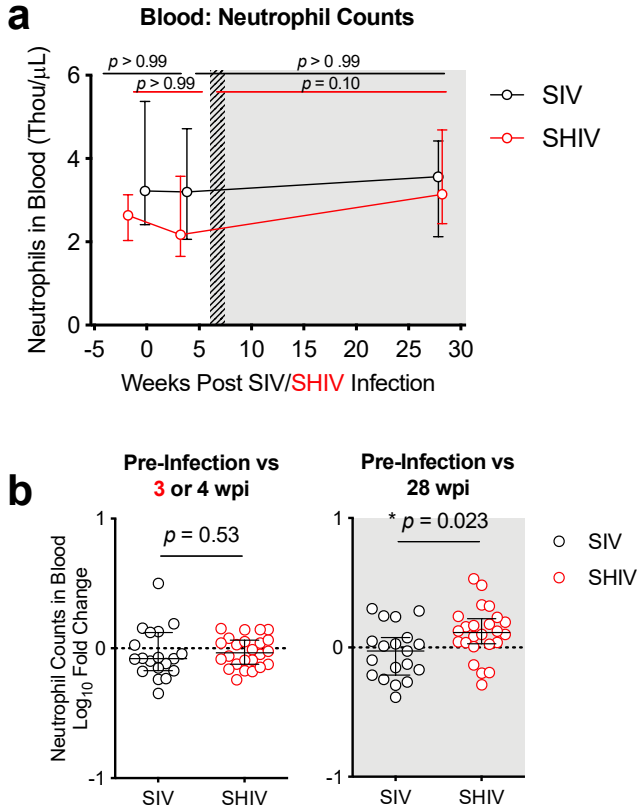 a
Blood: Neutrophil Counts
p > 0.99
p > 0 .99
p > 0.99
p = 0.10
Neutrophils in Blood (Thou/μL)
6
4
2
0
-5 0 5 10 15 20 25 30
Weeks Post SIV/SHIV Infection
SIV
SHIV
b
Pre-Infection vs
3 or 4 wpi
p = 0.53
Neutrophil Counts in Blood
Log10 Fold Change
1
0
-1
SIV SHIV
Pre-Infection vs
28 wpi
* p = 0.023
1
0
-1
SIV SHIV
SIV
SHIV